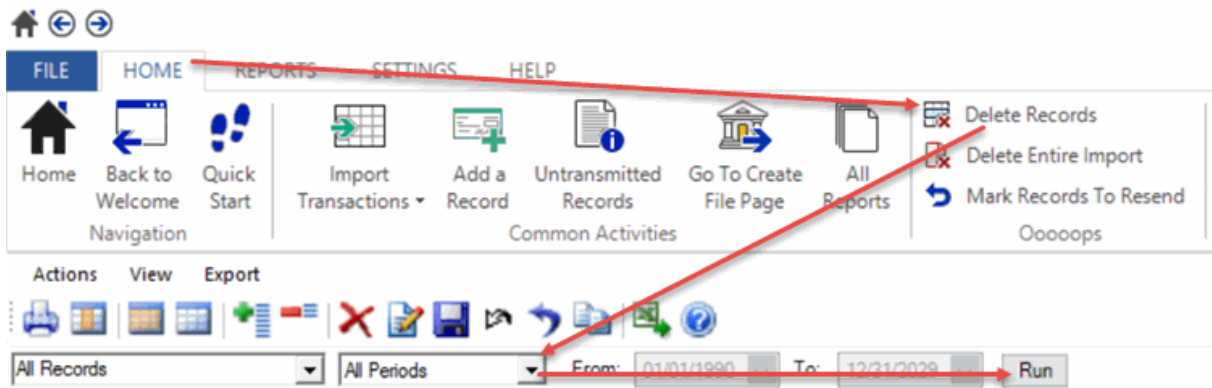 FILE HOME REPORTS SETTINGS HELP
Home
Back to
Welcome
Quick
Start
Import
Transactions
Add a
Record
Untransmitted
Records
Go To Create
File Page
All
Reports
Delete Records
Delete Entire Import
Mark Records To Resend
Navigation
Common Activities
Ooooops
Actions View Export
All Records All Periods From: 01/01/1990 To: 12/31/2029 Run